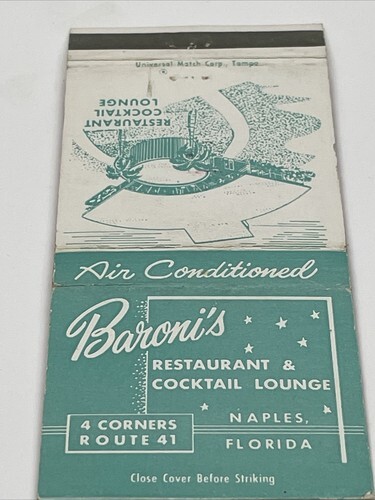 Universal Match Corp., Tampa
RESTAURANT
COCKTAIL
LOUNGE
Air Conditioned
Baroni's
RESTAURANT &
COCKTAIL LOUNGE
4 CORNERS
ROUTE 41
NAPLES,
FLORIDA
Close Cover Before Striking